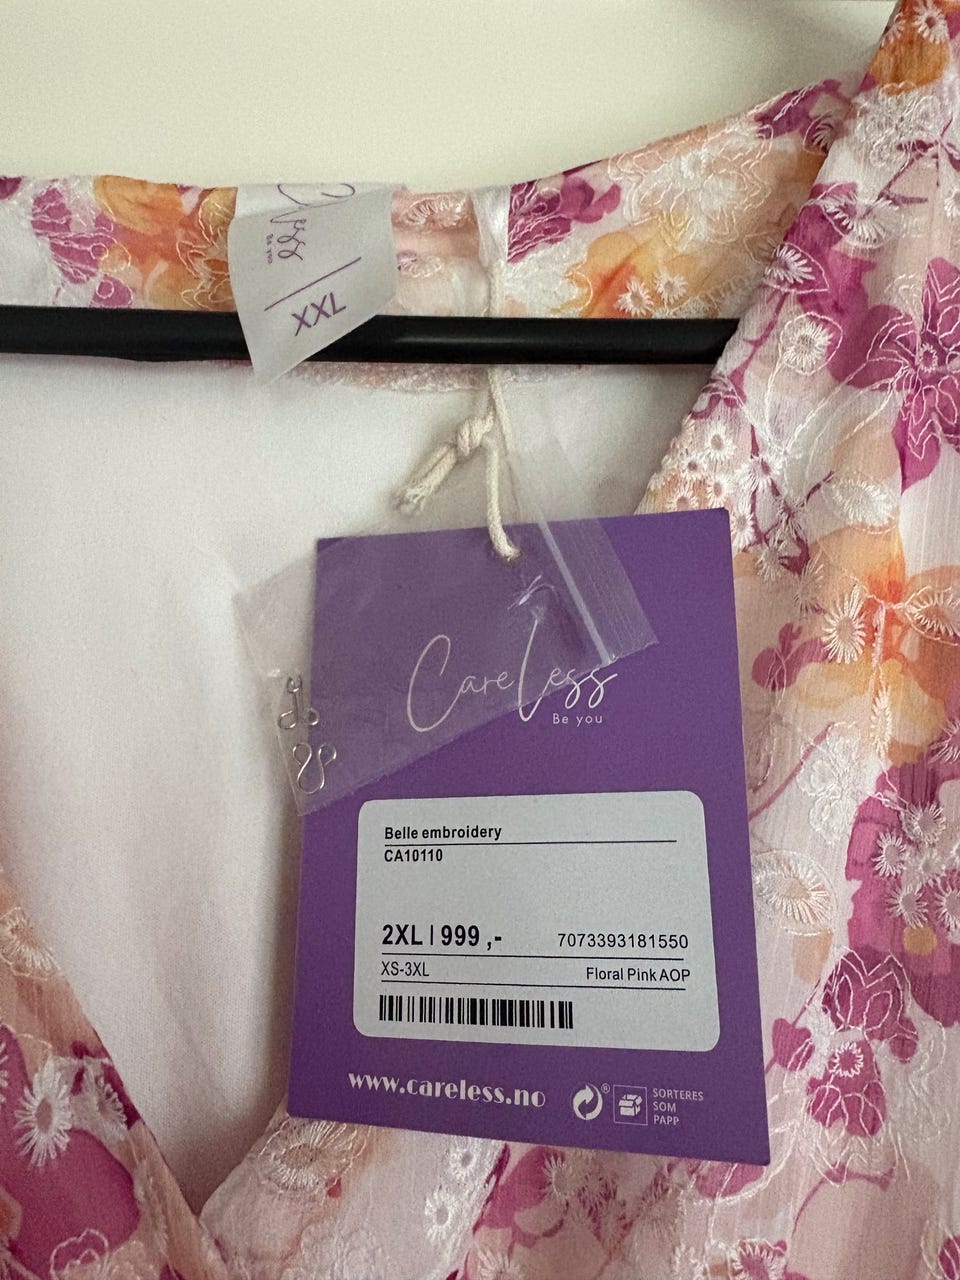 XXL
CareLess
Be you
Belle embroidery
CA10110
2XL | 999 ,- 7073393181550
XS-3XL Floral Pink AOP
www.careless.no
®
SORTERES
SOM
PAPP